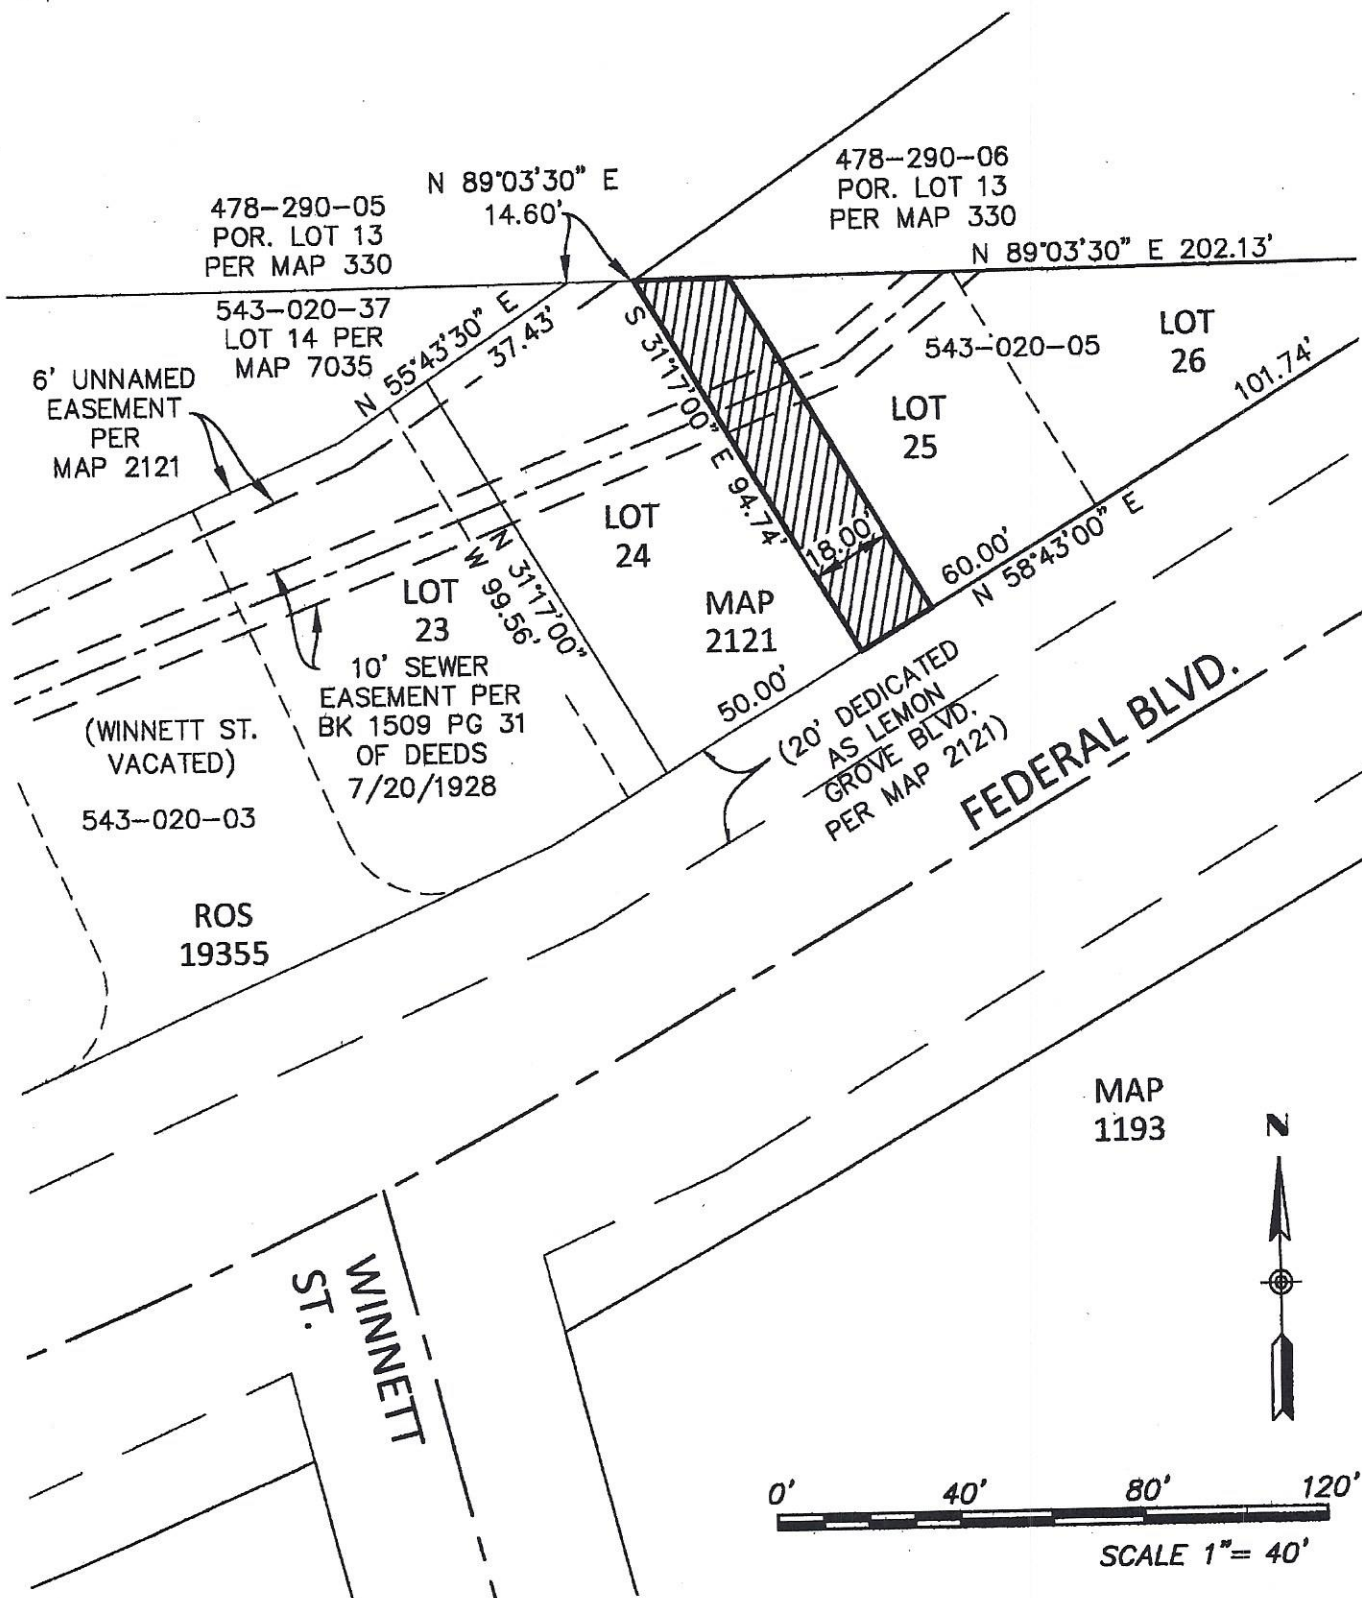 N 89°03'30" E
14.60'
478-290-06
POR. LOT 13
PER MAP 330
478-290-05
POR. LOT 13
PER MAP 330
N 89°03'30" E 202.13'
543-020-37
LOT 14 PER
MAP 7035
N 55°43'30" E
37.43'
6' UNNAMED
EASEMENT
PER
MAP 2121
S 31°17'00" E 94.74'
543-020-05
LOT
26
101.74'
LOT
25
LOT
24
18.00'
60.00'
N 58°43'00" E
N 31°17'00"
W 99.56'
LOT
23
MAP
2121
10' SEWER
EASEMENT PER
BK 1509 PG 31
OF DEEDS
7/20/1928
50.00'
(20' DEDICATED
AS LEMON
GROVE BLVD.
PER MAP 2121)
FEDERAL BLVD.
(WINNETT ST.
VACATED)
543-020-03
ROS
19355
MAP
1193
N
WINNETT
ST.
0' 40' 80' 120'
SCALE 1"= 40'